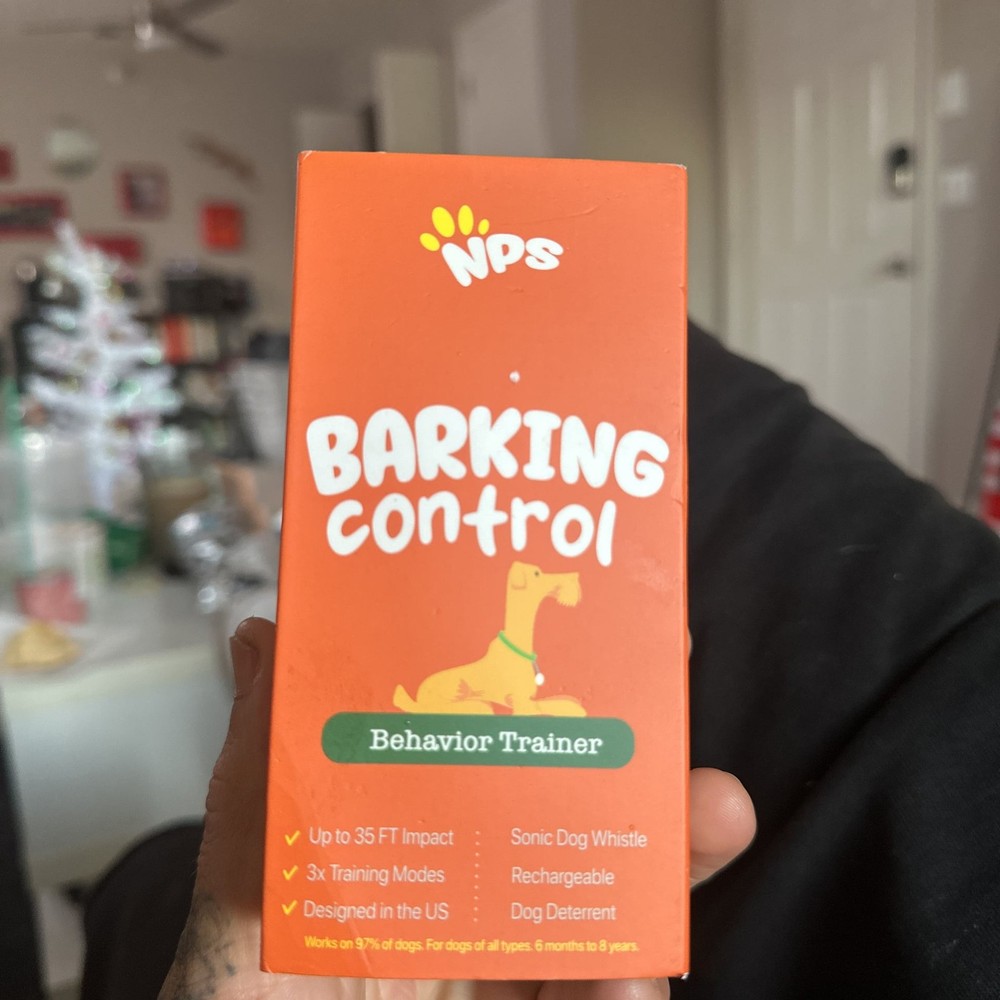 NPS
BARKING
control
Behavior Trainer
Up to 35 FT Impact
Sonic Dog Whistle
3x Training Modes
Rechargeable
Designed in the US
Dog Deterrent
Works on 97% of dogs. For dogs of all types. 6 months to 8 years.